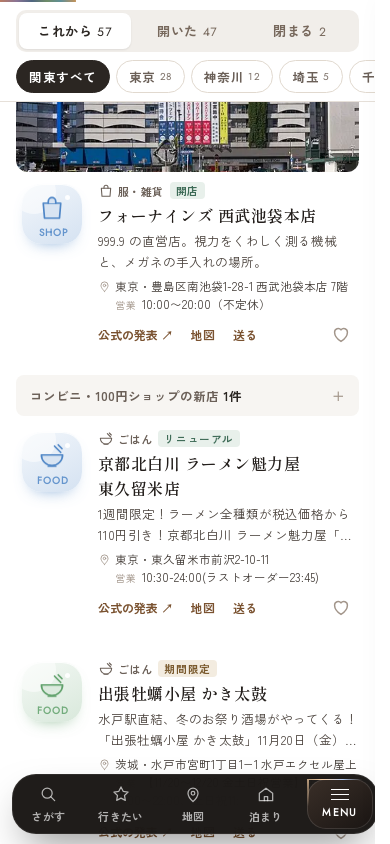 これから 57 開いた 47 閉まる 2
関東すべて 東京 28 神奈川 12 埼玉 5 千
服・雑貨 開店
SHOP
フォーナインズ 西武池袋本店
999.9 の直営店。視力をくわしく測る機械
と、メガネの手入れの場所。
東京・豊島区南池袋1-28-1 西武池袋本店 7階
営業 10:00〜20:00（不定休）
公式の発表 ↗ 地図 送る
コンビニ・100円ショップの新店 1件 +
ごはん リニューアル
FOOD
京都北白川 ラーメン魁力屋
東久留米店
1週間限定！ラーメン全種類が税込価格から
110円引き！京都北白川 ラーメン魁力屋「…
東京・東久留米市前沢2-10-11
営業 10:30-24:00(ラストオーダー23:45)
公式の発表 ↗ 地図 送る
ごはん 期間限定
FOOD
出張牡蠣小屋 かき太鼓
水戸駅直結、冬のお祭り酒場がやってくる！
「出張牡蠣小屋 かき太鼓」11月20日（金）…
茨城・水戸市宮町1丁目1−1 水戸エクセル屋上
さがす 行きたい 地図 泊まり MENU